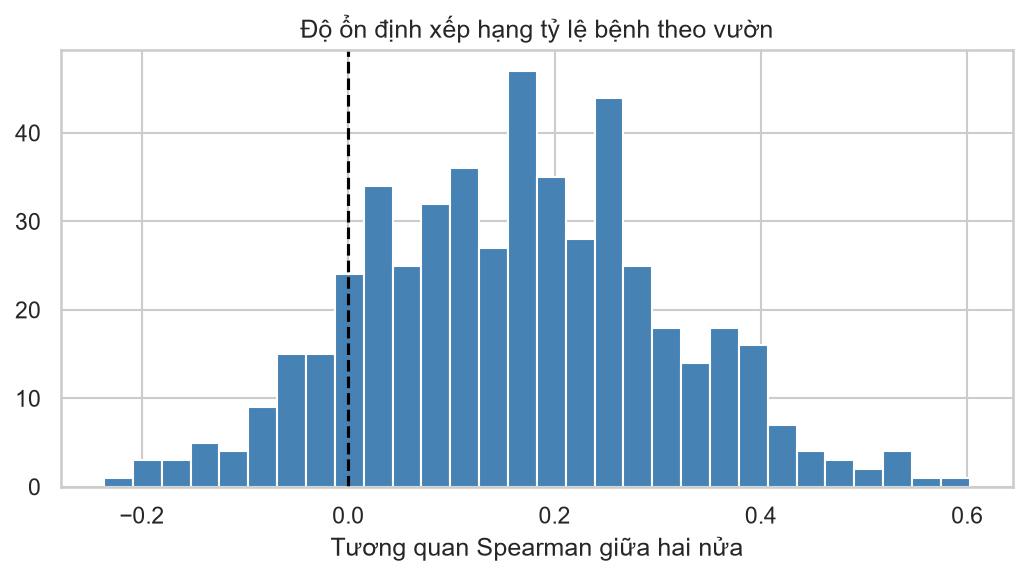 Độ ổn định xếp hạng tỷ lệ bệnh theo vườn
40
30
20
10
0
−0.2 0.0 0.2 0.4 0.6
Tương quan Spearman giữa hai nửa